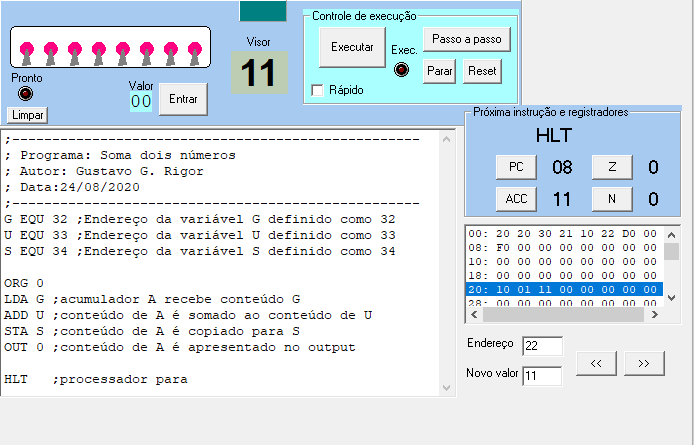 Controle de execução
Visor
Executar
Passo a passo
Exec.
Pronto
Valor
11
Parar
Reset
00
Entrar
Rápido
Limpar
Próxima instrução e registradores
HLT
PC 08 Z 0
ACC 11 N 0
;---------------------------------------------------
; Programa: Soma dois números
; Autor: Gustavo G. Rigor
; Data:24/08/2020
;---------------------------------------------------
G EQU 32 ;Endereço da variável G definido como 32
U EQU 33 ;Endereço da variável U definido como 33
S EQU 34 ;Endereço da variável S definido como 34
ORG 0
LDA G ;acumulador A recebe conteúdo G
ADD U ;conteúdo de A é somado ao conteúdo de U
STA S ;conteúdo de A é copiado para S
OUT 0 ;conteúdo de A é apresentado no output
HLT   ;processador para
00: 20 20 30 21 10 22 D0 00
08: F0 00 00 00 00 00 00 00
10: 00 00 00 00 00 00 00 00
18: 00 00 00 00 00 00 00 00
20: 10 01 11 00 00 00 00 00
28: 00 00 00 00 00 00 00 00
Endereço 22
Novo valor 11
<< >>